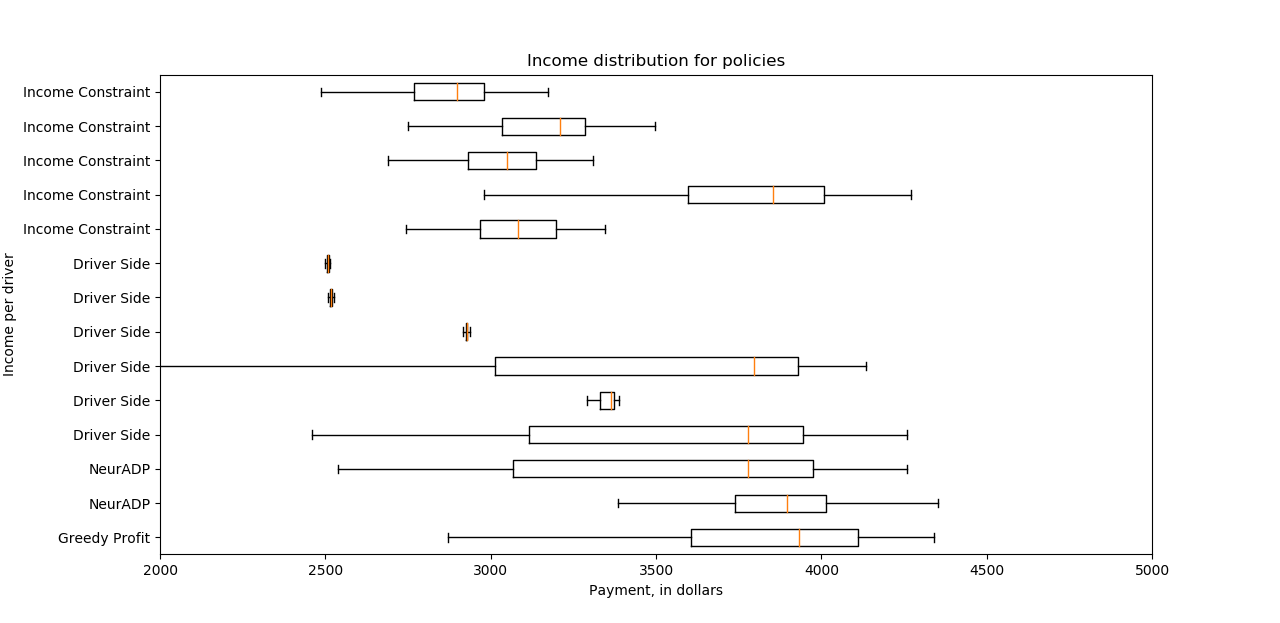 Income distribution for policies
Income Constraint
Income Constraint
Income Constraint
Income Constraint
Income Constraint
Driver Side
Driver Side
Driver Side
Driver Side
Driver Side
Driver Side
NeurADP
NeurADP
Greedy Profit
Income per driver
2000 2500 3000 3500 4000 4500 5000
Payment, in dollars